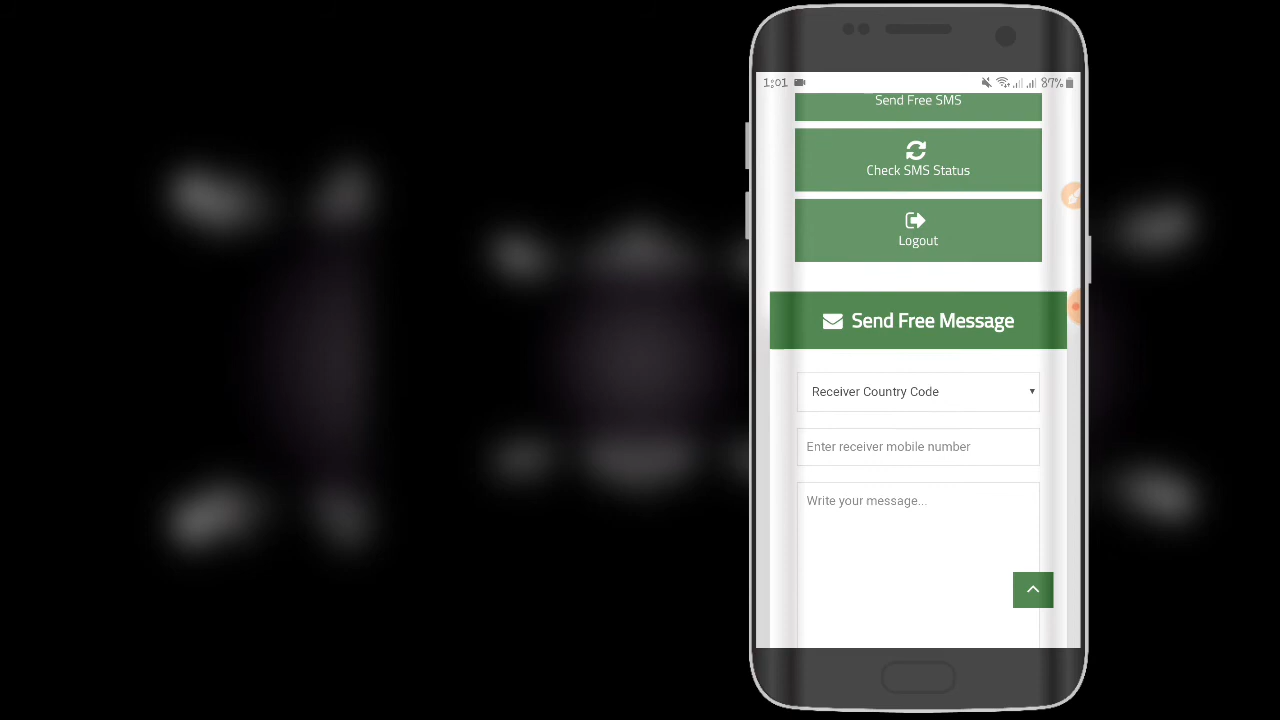 1:01
87%
Send Free SMS
Check SMS Status
Logout
Send Free Message
Receiver Country Code
Enter receiver mobile number
Write your message...